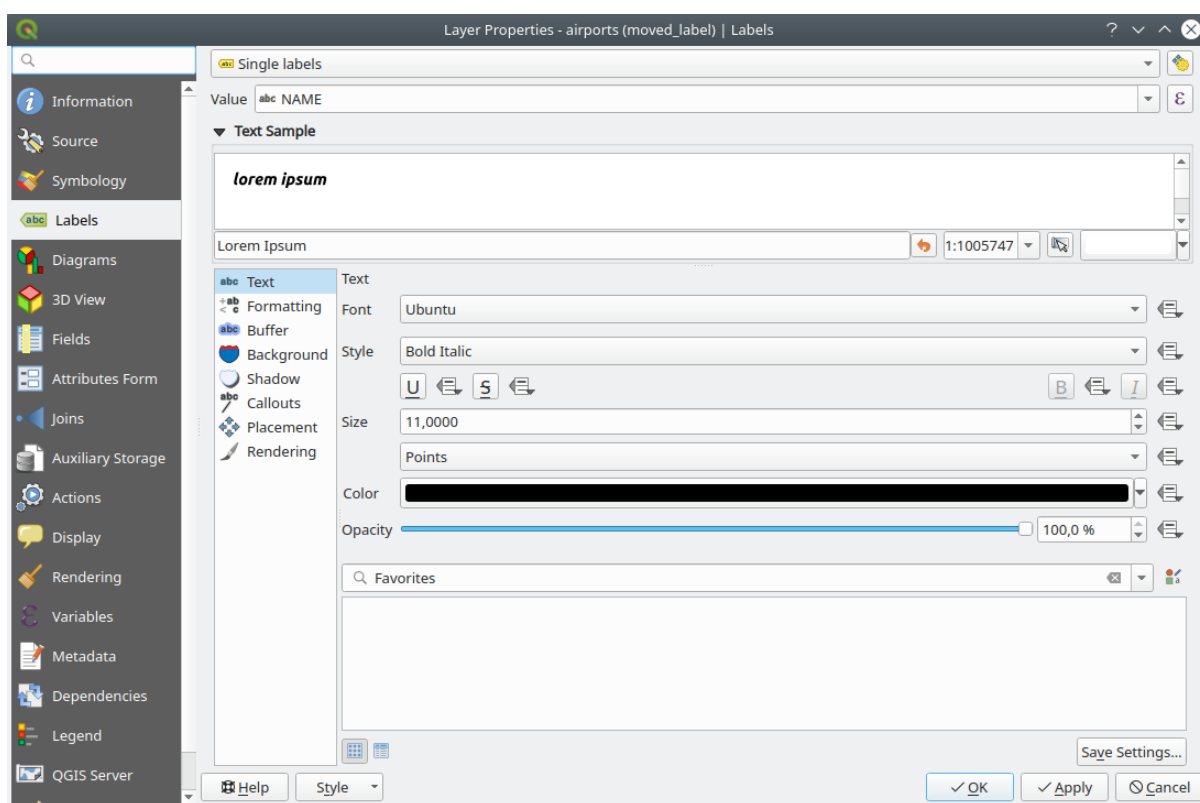 Layer Properties - airports (moved_label) | Labels
Information
Source
Symbology
Labels
Diagrams
3D View
Fields
Attributes Form
Joins
Auxiliary Storage
Actions
Display
Rendering
Variables
Metadata
Dependencies
Legend
QGIS Server
Single labels
Value abc NAME
Text Sample
lorem ipsum
Lorem Ipsum
1:1005747
Text
Formatting
Buffer
Background
Shadow
Callouts
Placement
Rendering
Text
Font Ubuntu
Style Bold Italic
U S B I
Size 11,0000
Points
Color
Opacity 100,0 %
Favorites
Save Settings...
Help Style OK Apply Cancel